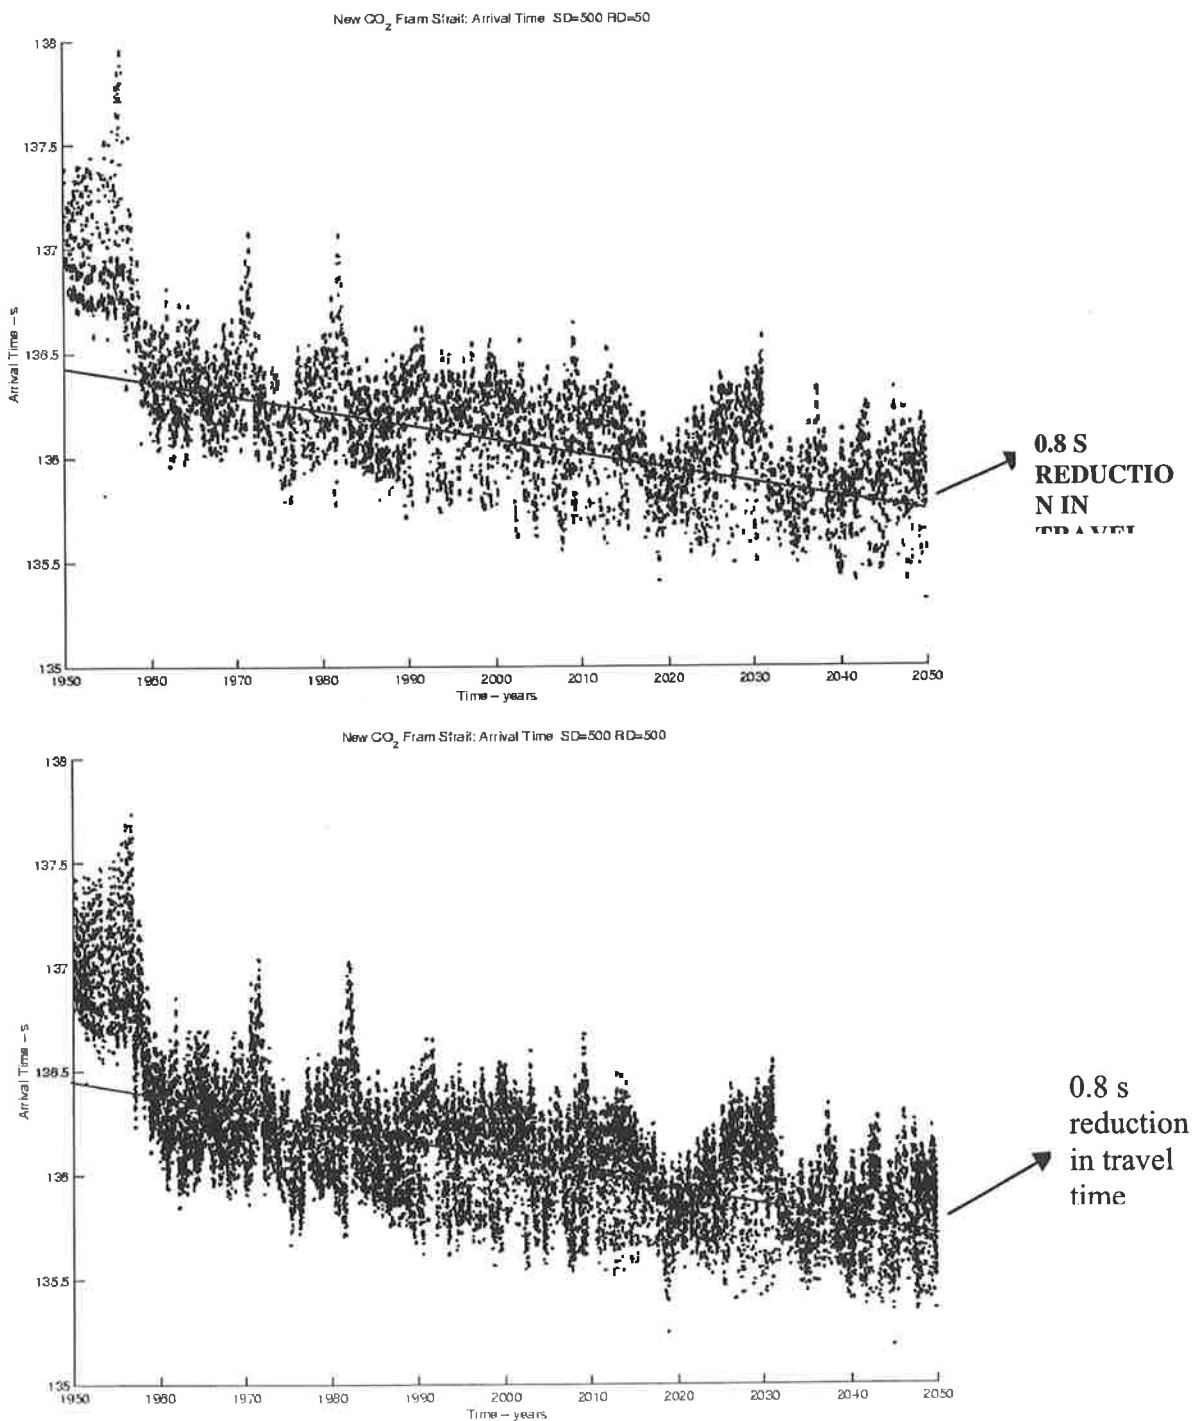 New CO2 Fram Strait: Arrival Time SD=500 RD=50
138
137.5
137
136.5
136
135.5
135
Arrival Time – s
1950 1960 1970 1980 1990 2000 2010 2020 2030 2040 2050
Time – years
0.8 S
REDUCTIO
N IN
TRAVEL
New CO2 Fram Strait: Arrival Time SD=500 RD=500
138
137.5
137
136.5
136
135.5
135
Arrival Time – s
1950 1960 1970 1980 1990 2000 2010 2020 2030 2040 2050
Time – years
0.8 s
reduction
in travel
time